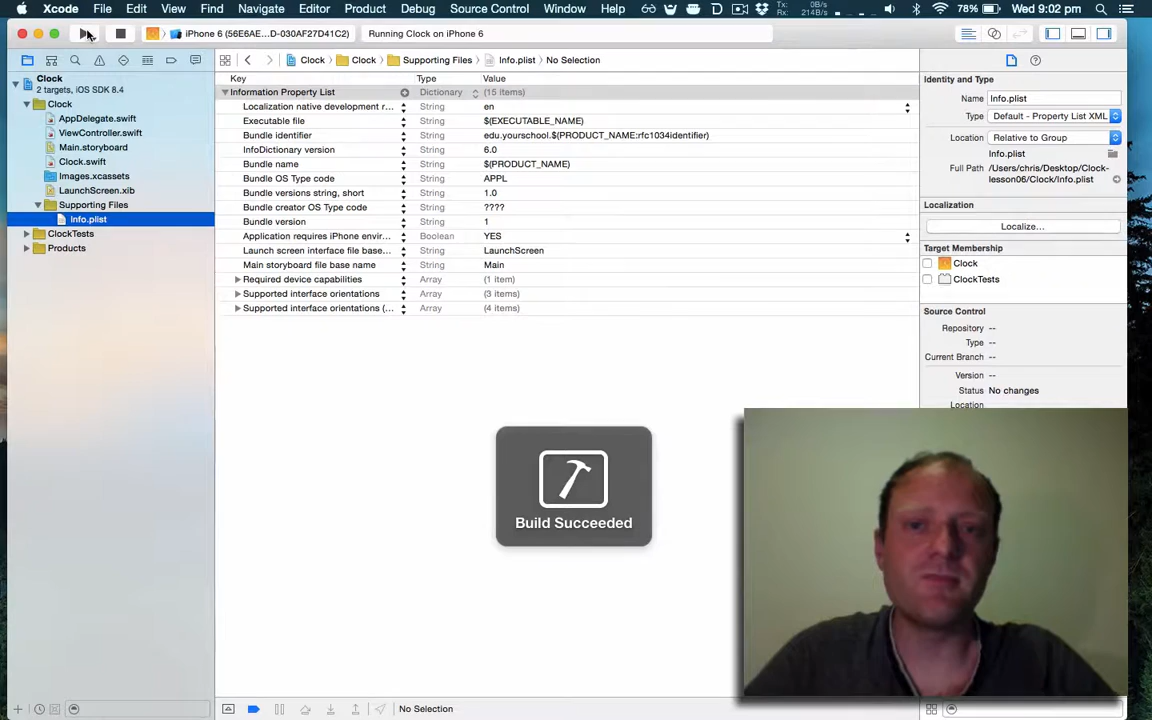 Xcode File Edit View Find Navigate Editor Product Debug Source Control Window Help Tx: 0B/s Rx: 214B/s 78% Wed 9:02 pm
iPhone 6 (56E6AE...D-030AF27D41C2) Running Clock on iPhone 6
Clock Clock Supporting Files Info.plist No Selection
Clock
2 targets, iOS SDK 8.4
Clock
AppDelegate.swift
ViewController.swift
Main.storyboard
Clock.swift
Images.xcassets
LaunchScreen.xib
Supporting Files
Info.plist
ClockTests
Products
Key Type Value
Information Property List Dictionary (15 items)
Localization native development r... String en
Executable file String $(EXECUTABLE_NAME)
Bundle identifier String edu.yourschool.$(PRODUCT_NAME:rfc1034identifier)
InfoDictionary version String 6.0
Bundle name String $(PRODUCT_NAME)
Bundle OS Type code String APPL
Bundle versions string, short String 1.0
Bundle creator OS Type code String ????
Bundle version String 1
Application requires iPhone envir... Boolean YES
Launch screen interface file base... String LaunchScreen
Main storyboard file base name String Main
Required device capabilities Array (1 item)
Supported interface orientations Array (3 items)
Supported interface orientations (... Array (4 items)
Build Succeeded
Identity and Type
Name Info.plist
Type Default - Property List XML
Location Relative to Group
Info.plist
Full Path /Users/chris/Desktop/Clock-
lesson06/Clock/Info.plist
Localization
Localize...
Target Membership
Clock
ClockTests
Source Control
Repository --
Type --
Current Branch --
Version --
Status No changes
Location
No Selection